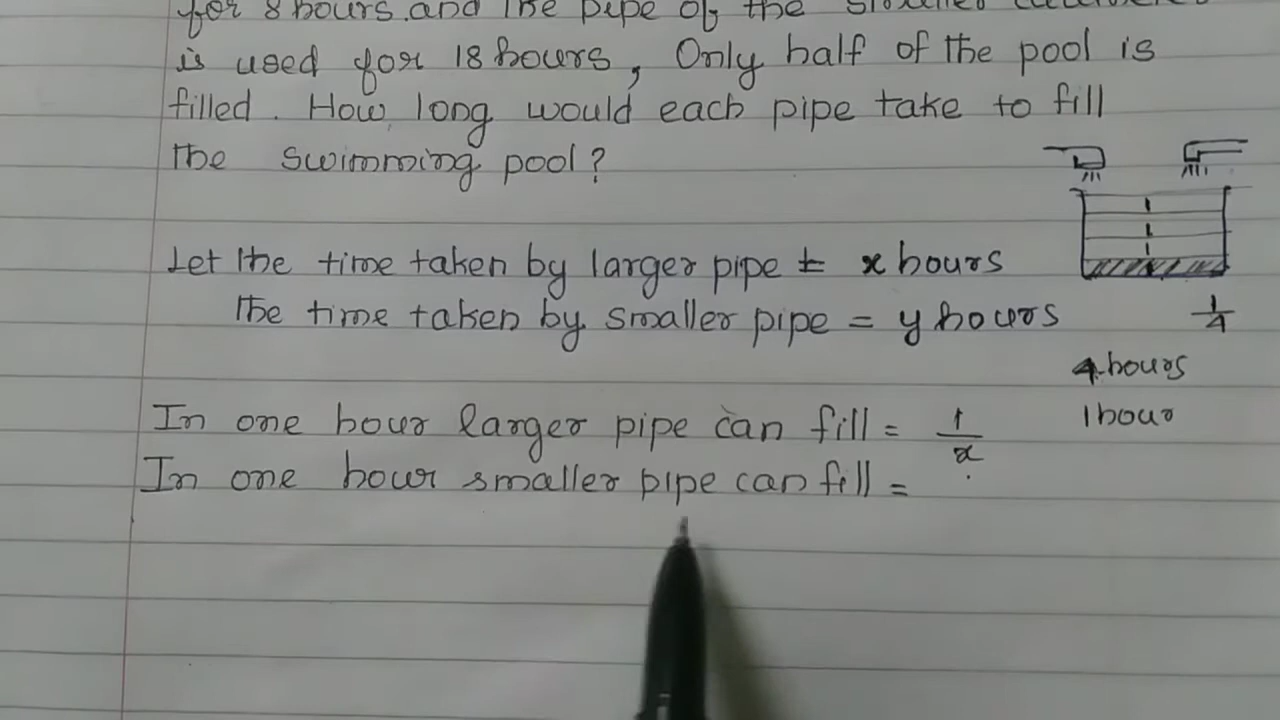 for 8 hours.and the pipe of the smaller
is used for 18 hours, Only half of the pool is
filled. How long would each pipe take to fill
the swimming pool?
Let the time taken by larger pipe = x hours
The time taken by smaller pipe = y hours
1/4
4 hours
1 hour
In one hour larger pipe can fill = 1/x
In one hour smaller pipe can fill =